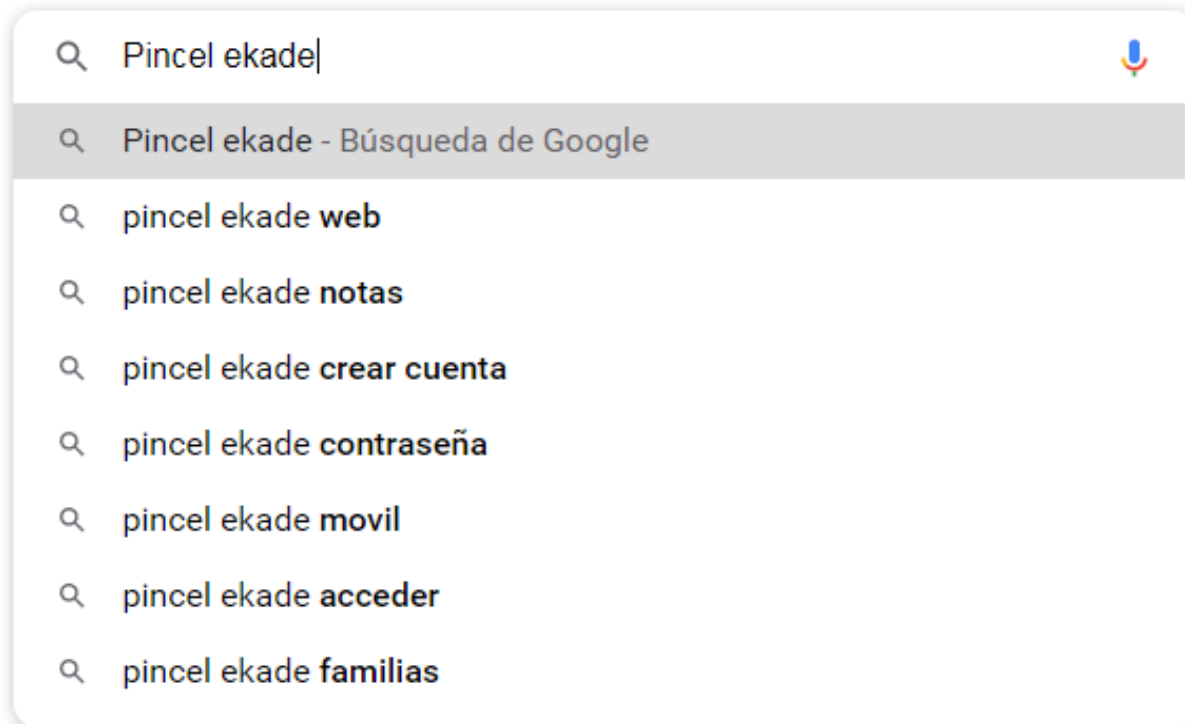 Pincel ekade
Pincel ekade - Búsqueda de Google
pincel ekade web
pincel ekade notas
pincel ekade crear cuenta
pincel ekade contraseña
pincel ekade movil
pincel ekade acceder
pincel ekade familias